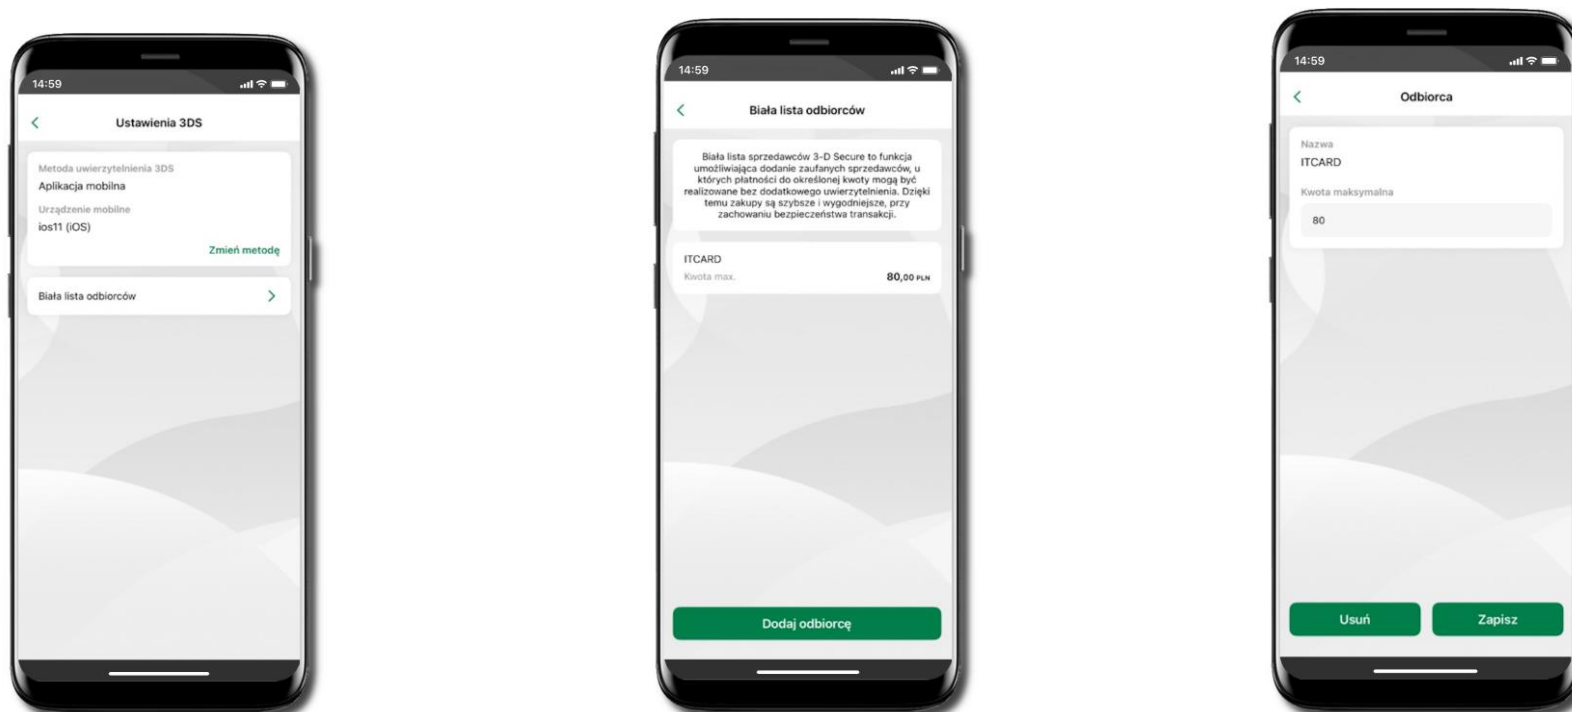 14:59
Ustawienia 3DS
Metoda uwierzytelnienia 3DS
Aplikacja mobilna
Urządzenie mobilne
ios11 (iOS)
Zmień metodę
Biała lista odbiorców
14:59
Biała lista odbiorców
Biała lista sprzedawców 3-D Secure to funkcja
umożliwiająca dodanie zaufanych sprzedawców, u
których płatności do określonej kwoty mogą być
realizowane bez dodatkowego uwierzytelnienia. Dzięki
temu zakupy są szybsze i wygodniejsze, przy
zachowaniu bezpieczeństwa transakcji.
ITCARD
Kwota max. 80,00 PLN
Dodaj odbiorcę
14:59
Odbiorca
Nazwa
ITCARD
Kwota maksymalna
80
Usuń Zapisz